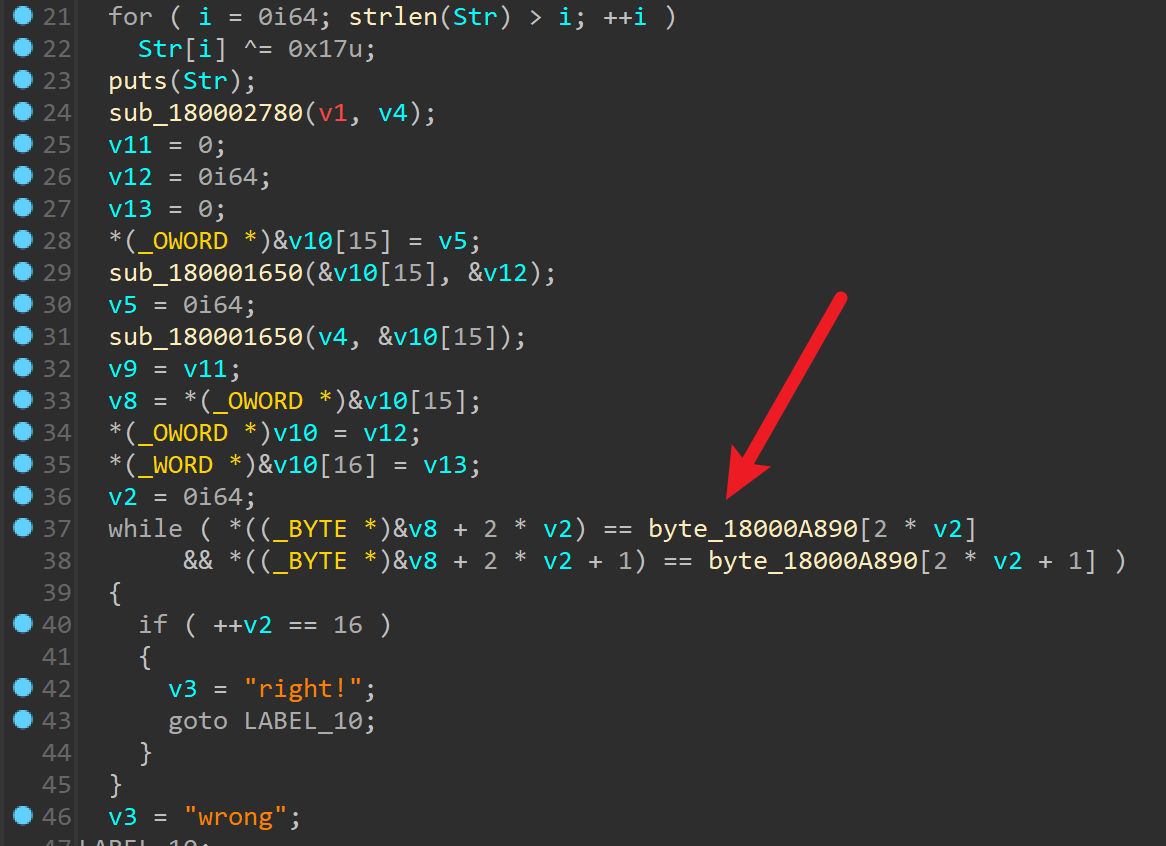 21 for ( i = 0i64; strlen(Str) > i; ++i )
22 Str[i] ^= 0x17u;
23 puts(Str);
24 sub_180002780(v1, v4);
25 v11 = 0;
26 v12 = 0i64;
27 v13 = 0;
28 *(_OWORD *)&v10[15] = v5;
29 sub_180001650(&v10[15], &v12);
30 v5 = 0i64;
31 sub_180001650(v4, &v10[15]);
32 v9 = v11;
33 v8 = *(_OWORD *)&v10[15];
34 *(_OWORD *)v10 = v12;
35 *(_WORD *)&v10[16] = v13;
36 v2 = 0i64;
37 while ( *((_BYTE *)&v8 + 2 * v2) == byte_18000A890[2 * v2]
38 && *((_BYTE *)&v8 + 2 * v2 + 1) == byte_18000A890[2 * v2 + 1] )
39 {
40 if ( ++v2 == 16 )
41 {
42 v3 = "right!";
43 goto LABEL_10;
44 }
45 }
46 v3 = "wrong";
47 LABEL_10: